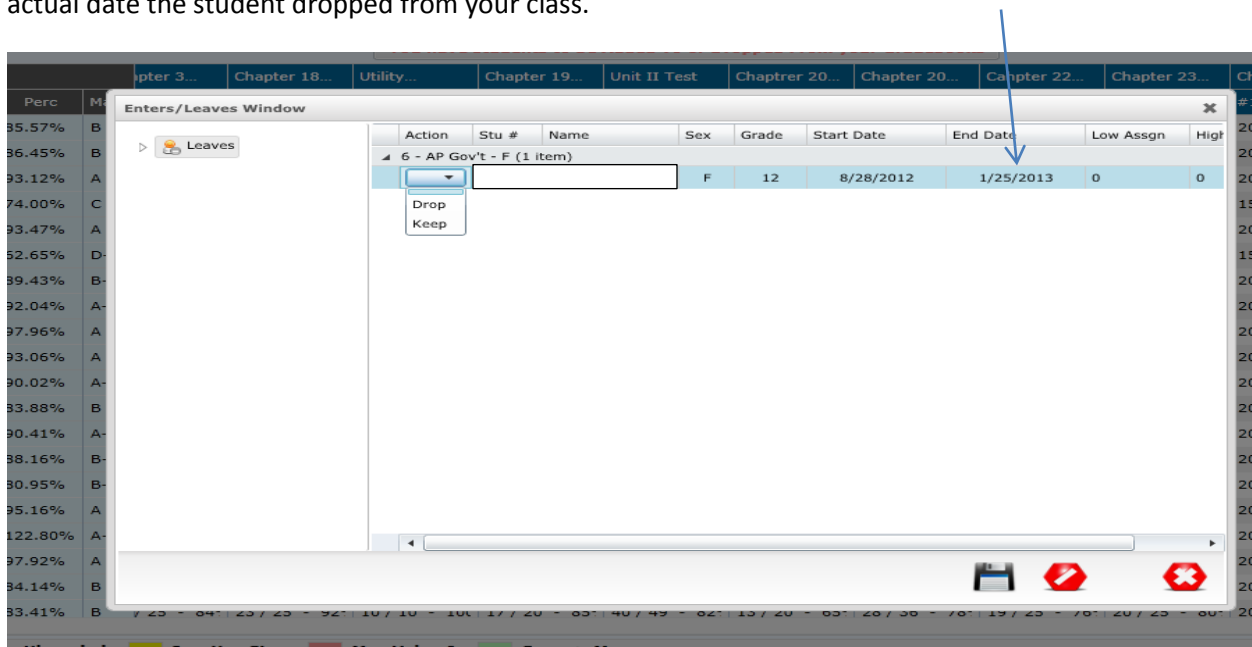 actual date the student dropped from your class.
pter 3... Chapter 18... Utility... Chapter 19... Unit II Test Chaptrer 20... Chapter 20... Cahpter 22... Chapter 23...
Perc
Enters/Leaves Window
Leaves
Action Stu # Name Sex Grade Start Date End Date Low Assgn High
6 - AP Gov't - F (1 item)
F 12 8/28/2012 1/25/2013 0 0
Drop
Keep
35.57% B
36.45% B
93.12% A
74.00% C
93.47% A
52.65% D-
39.43% B-
92.04% A-
97.96% A
93.06% A
90.02% A-
33.88% B
90.41% A-
38.16% B-
30.95% B-
95.16% A
122.80% A-
97.92% A
34.14% B
33.41% B